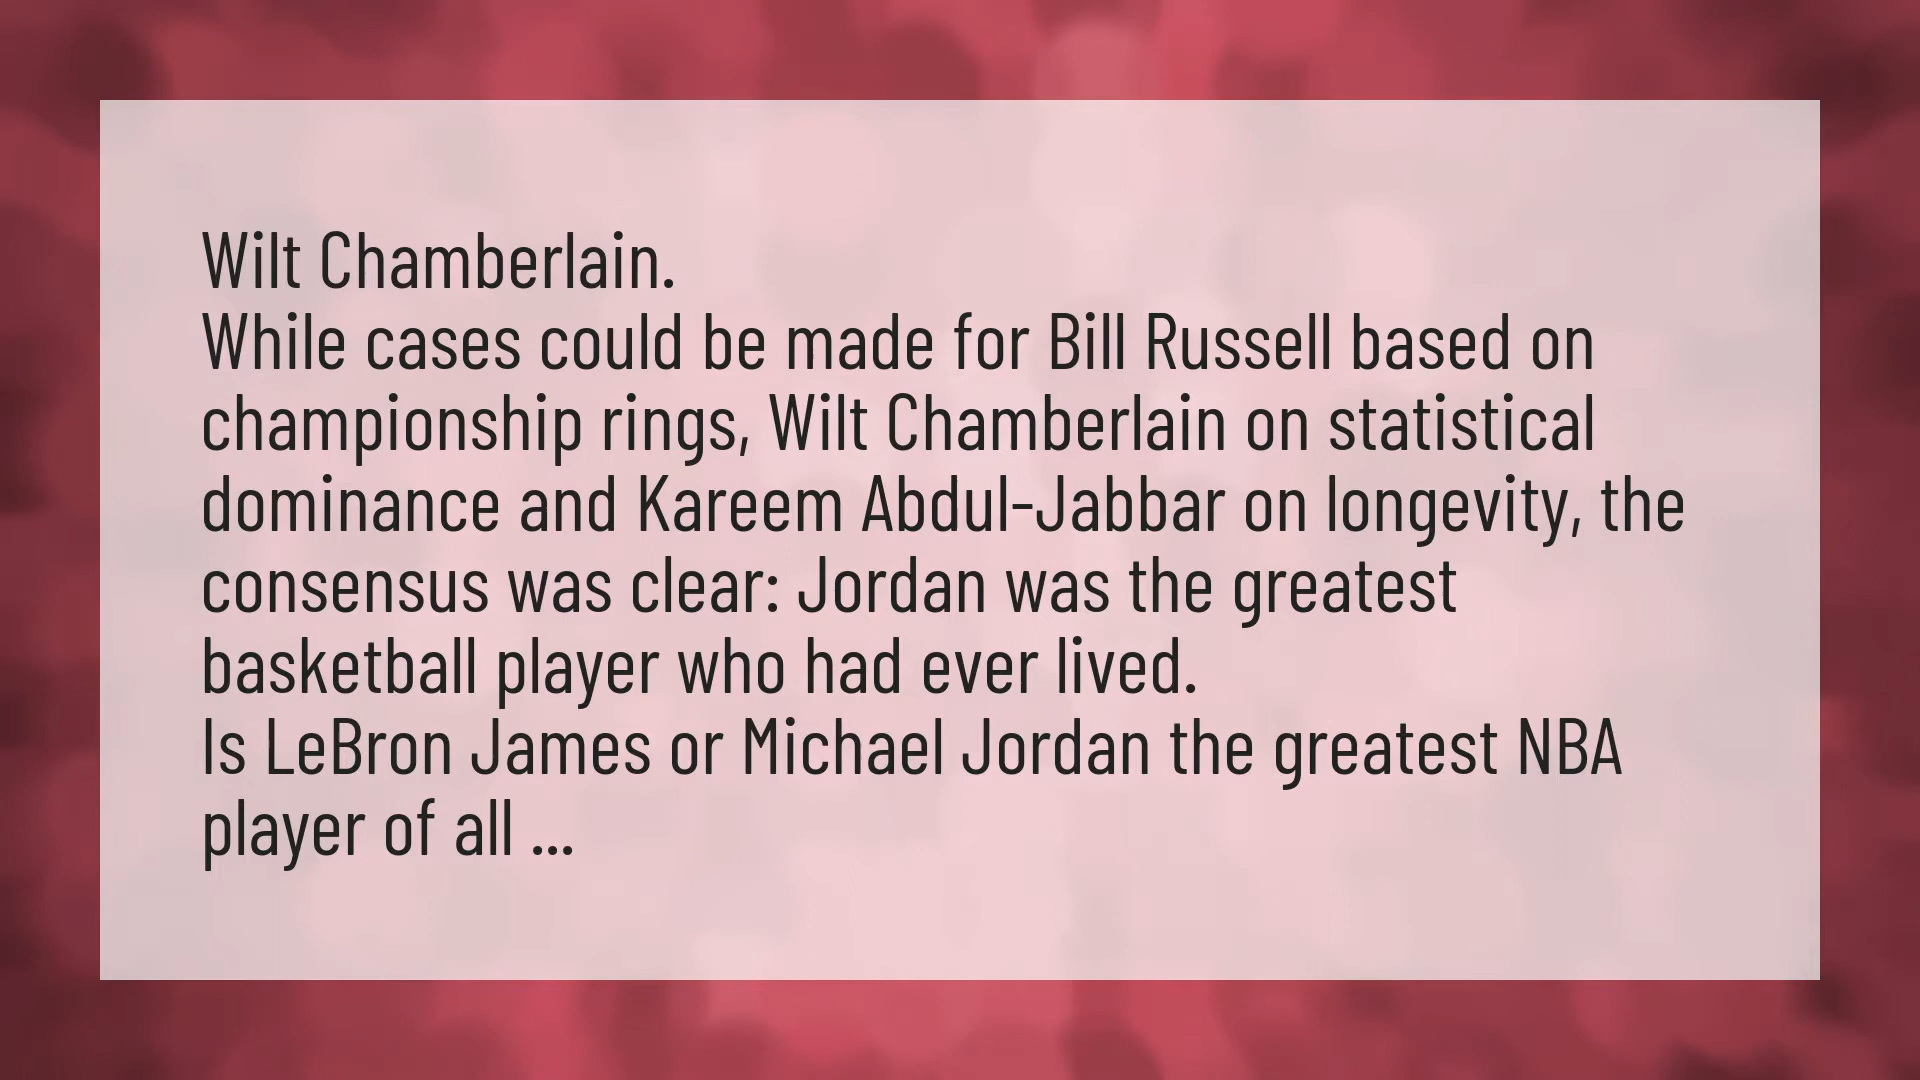 Wilt Chamberlain.
While cases could be made for Bill Russell based on
championship rings, Wilt Chamberlain on statistical
dominance and Kareem Abdul-Jabbar on longevity, the
consensus was clear: Jordan was the greatest
basketball player who had ever lived.
Is LeBron James or Michael Jordan the greatest NBA
player of all ...